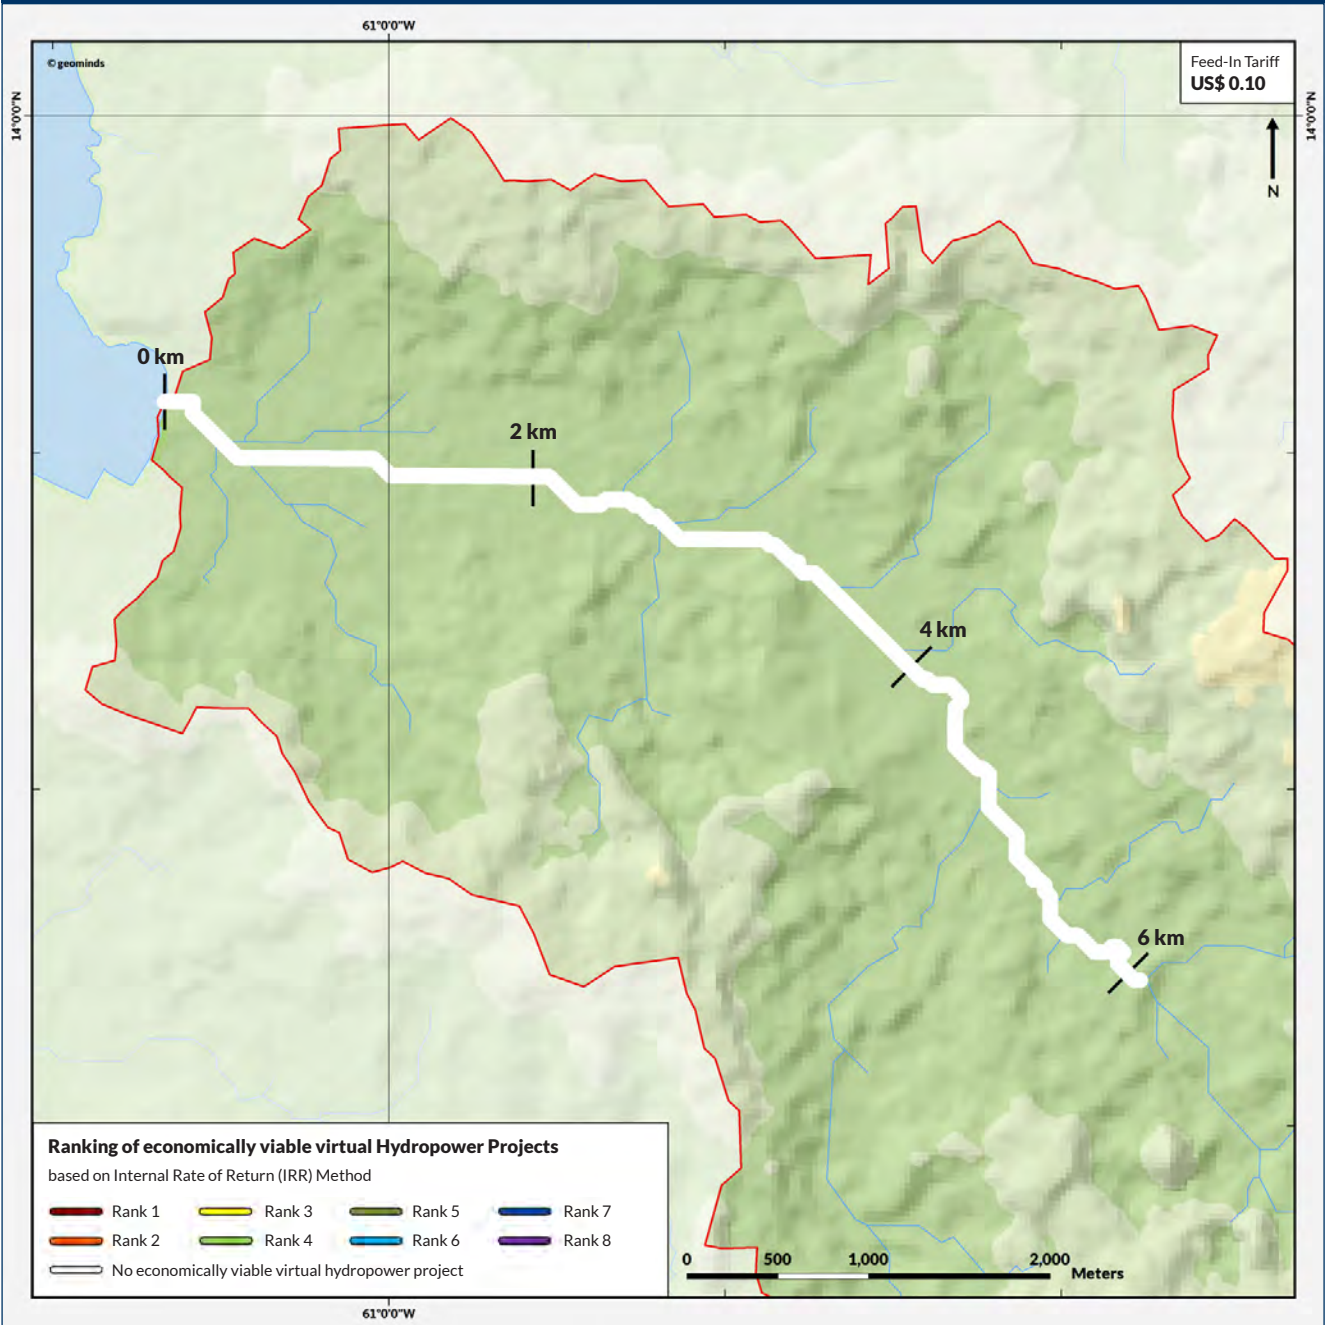 61°0'0"W
© geominds
Feed-In Tariff
US$ 0.10
14°0'0"N
14°0'0"N
N
0 km
2 km
4 km
6 km
Ranking of economically viable virtual Hydropower Projects
based on Internal Rate of Return (IRR) Method
Rank 1 Rank 3 Rank 5 Rank 7
Rank 2 Rank 4 Rank 6 Rank 8
No economically viable virtual hydropower project
0 500 1,000 2,000
Meters
61°0'0"W